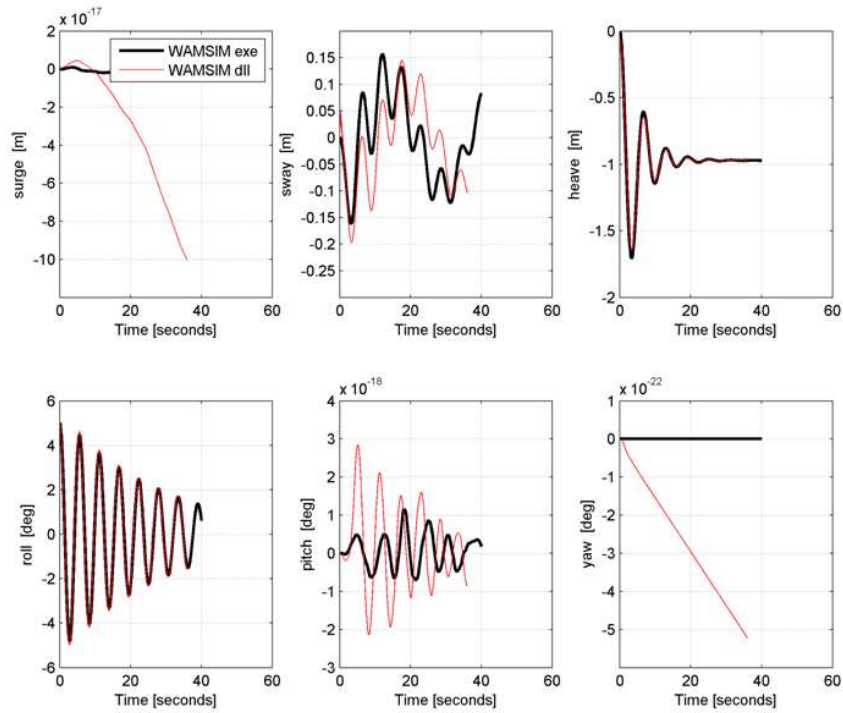 x 10^-17
2
0
-2
-4
-6
-8
-10
surge [m]
0 20 40 60
Time [seconds]
WAMSIM exe
WAMSIM dll
0.15
0.1
0.05
0
-0.05
-0.1
-0.15
-0.2
-0.25
sway [m]
0 20 40 60
Time [seconds]
0
-0.5
-1
-1.5
-2
heave [m]
0 20 40 60
Time [seconds]
6
4
2
0
-2
-4
-6
roll [deg]
0 20 40 60
Time [seconds]
x 10^-18
4
3
2
1
0
-1
-2
-3
pitch [deg]
0 20 40 60
Time [seconds]
x 10^-22
1
0
-1
-2
-3
-4
-5
-6
yaw [deg]
0 20 40 60
Time [seconds]